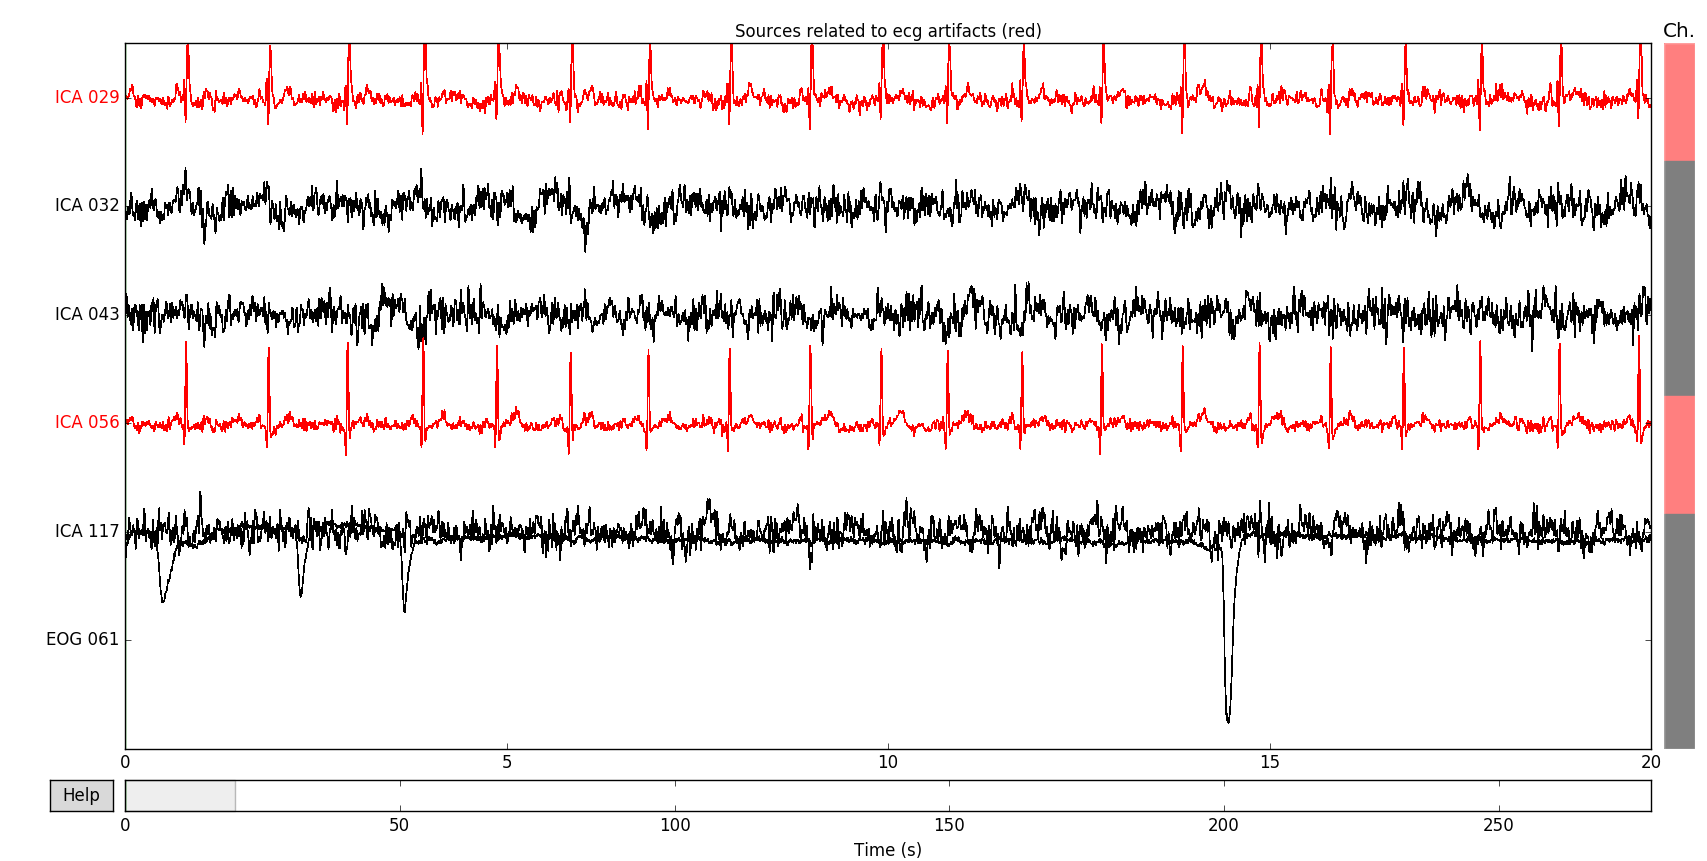 Sources related to ecg artifacts (red)
Ch.
ICA 029
ICA 032
ICA 043
ICA 056
ICA 117
EOG 061
0 5 10 15 20
Help
0 50 100 150 200 250
Time (s)